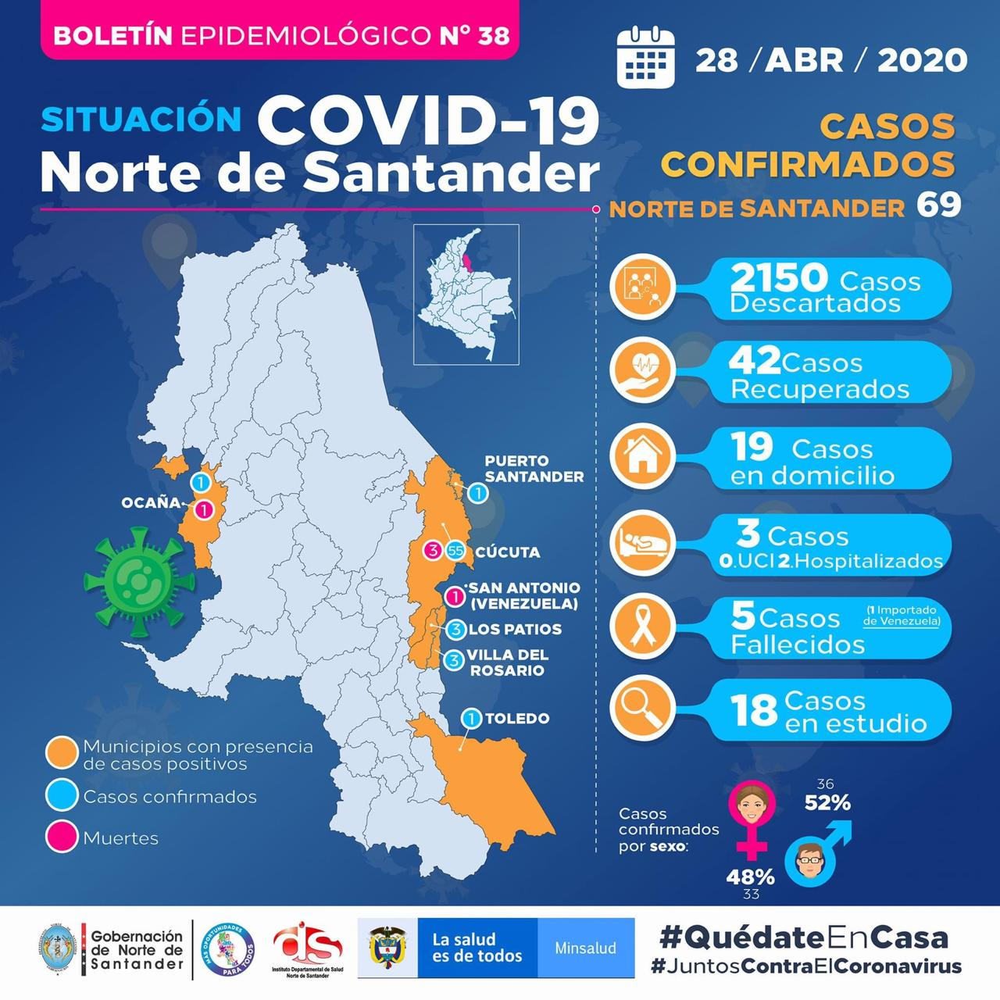 BOLETÍN EPIDEMIOLÓGICO N° 38
28 / ABR / 2020
SITUACIÓN COVID-19
Norte de Santander
CASOS
CONFIRMADOS
NORTE DE SANTANDER 69
2150 Casos
Descartados
42 Casos
Recuperados
19 Casos
en domicilio
3 Casos
0.UCI 2.Hospitalizados
5 Casos
Fallecidos
(1 Importado
de Venezuela)
18 Casos
en estudio
PUERTO
SANTANDER
1
1
OCAÑA
1
3 55 CÚCUTA
1 SAN ANTONIO
(VENEZUELA)
3 LOS PATIOS
3 VILLA DEL
ROSARIO
1 TOLEDO
Municipios con presencia
de casos positivos
Casos confirmados
Muertes
Casos
confirmados
por sexo:
36
52%
48%
33
Gobernación
de Norte de
Santander
MÁS OPORTUNIDADES
PARA TODOS
ids
Instituto Departamental de Salud
Norte de Santander
La salud
es de todos
Minsalud
#QuédateEnCasa
#JuntosContraElCoronavirus